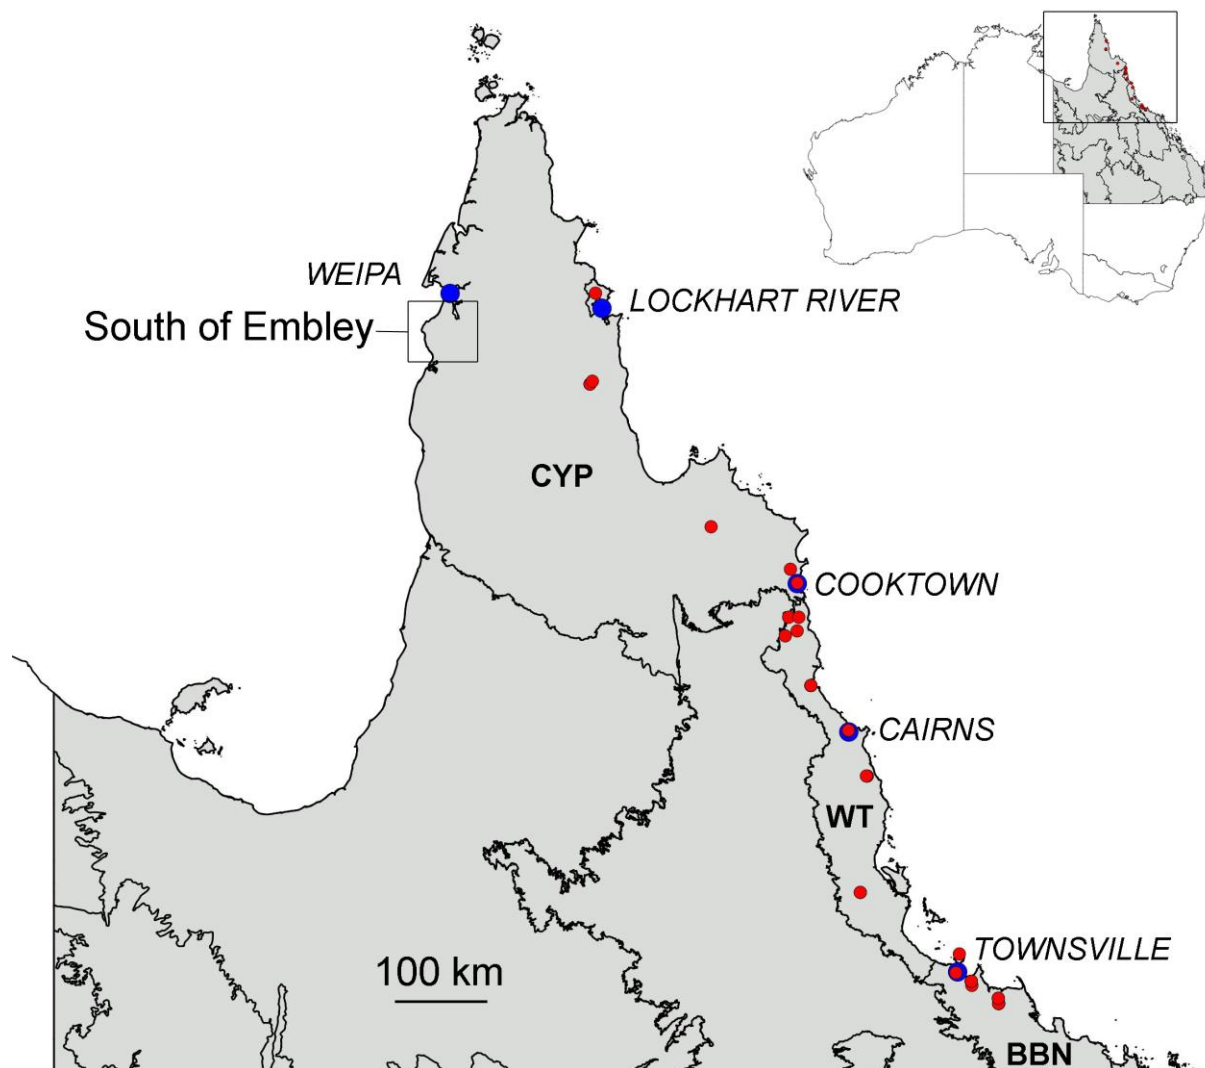 WEIPA
LOCKHART RIVER
South of Embley
CYP
COOKTOWN
CAIRNS
WT
TOWNSVILLE
100 km
BBN